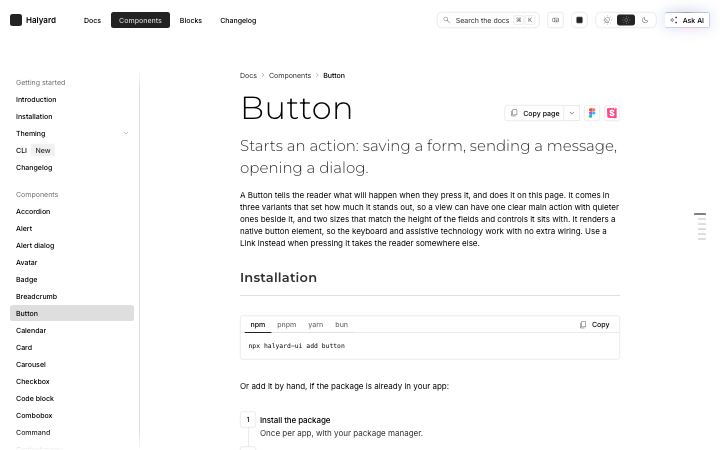 Halyard
Docs
Components
Blocks
Changelog
Search the docs
⌘ K
Ask AI
Getting started
Introduction
Installation
Theming
CLI New
Changelog
Components
Accordion
Alert
Alert dialog
Avatar
Badge
Breadcrumb
Button
Calendar
Card
Carousel
Checkbox
Code block
Combobox
Command
Docs > Components > Button
Button
Copy page
Starts an action: saving a form, sending a message,
opening a dialog.
A Button tells the reader what will happen when they press it, and does it on this page. It comes in
three variants that set how much it stands out, so a view can have one clear main action with quieter
ones beside it, and two sizes that match the height of the fields and controls it sits with. It renders a
native button element, so the keyboard and assistive technology work with no extra wiring. Use a
Link instead when pressing it takes the reader somewhere else.
Installation
npm pnpm yarn bun
Copy
npx halyard-ui add button
Or add it by hand, if the package is already in your app:
1 Install the package
Once per app, with your package manager.